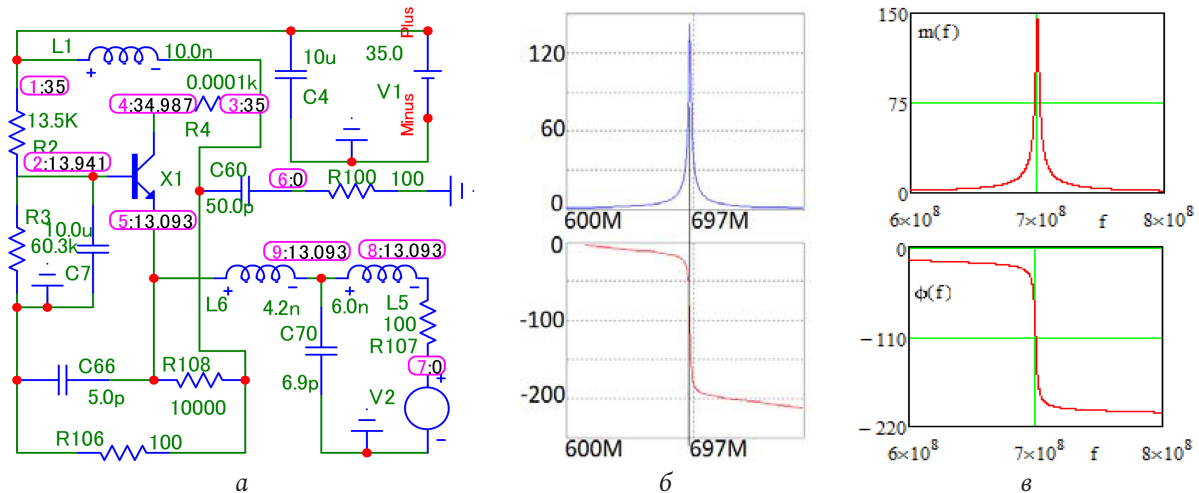 L1
10.0n
1:35
0.0001k
4:34.987
3:35
R4
13.5K
R2
2:13.941
X1
5:13.093
R3
10.0u
60.3k
C7
10u
C4
35.0
V1
Plus
Minus
C60
50.0p
6:0
R100
100
9:13.093
8:13.093
L6
4.2n
6.0n
L5
100
R107
7:0
C70
6.9p
V2
C66
5.0p
R108
10000
R106
100
а
120
60
0
600M
697M
0
-100
-200
600M
697M
б
150
m(f)
75
0
6×10⁸
7×10⁸
f
8×10⁸
0
ϕ(f)
−110
−220
6×10⁸
7×10⁸
f
8×10⁸
в